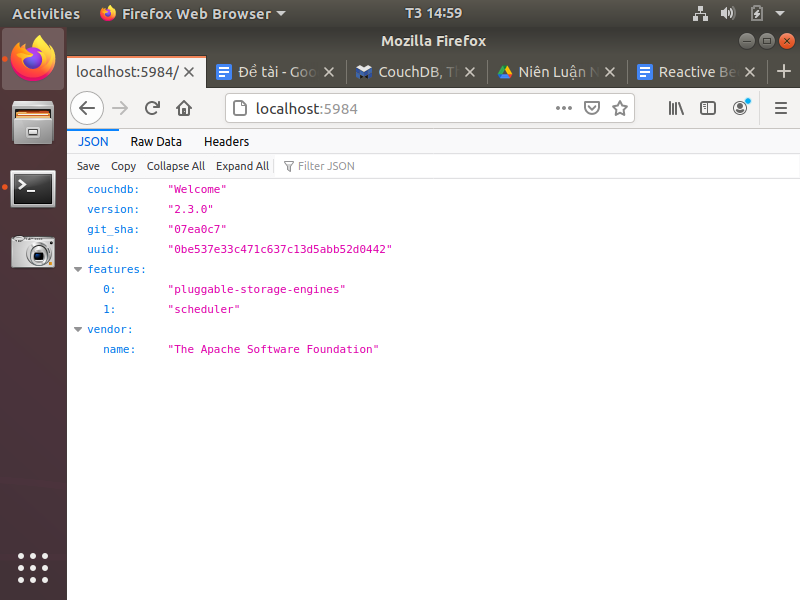 Activities Firefox Web Browser T3 14:59
Mozilla Firefox
localhost:5984/ Đề tài - Goo CouchDB, Th Niên Luận N Reactive Be
localhost:5984
JSON Raw Data Headers
Save Copy Collapse All Expand All Filter JSON
couchdb: "Welcome"
version: "2.3.0"
git_sha: "07ea0c7"
uuid: "0be537e33c471c637c13d5abb52d0442"
features:
0: "pluggable-storage-engines"
1: "scheduler"
vendor:
name: "The Apache Software Foundation"